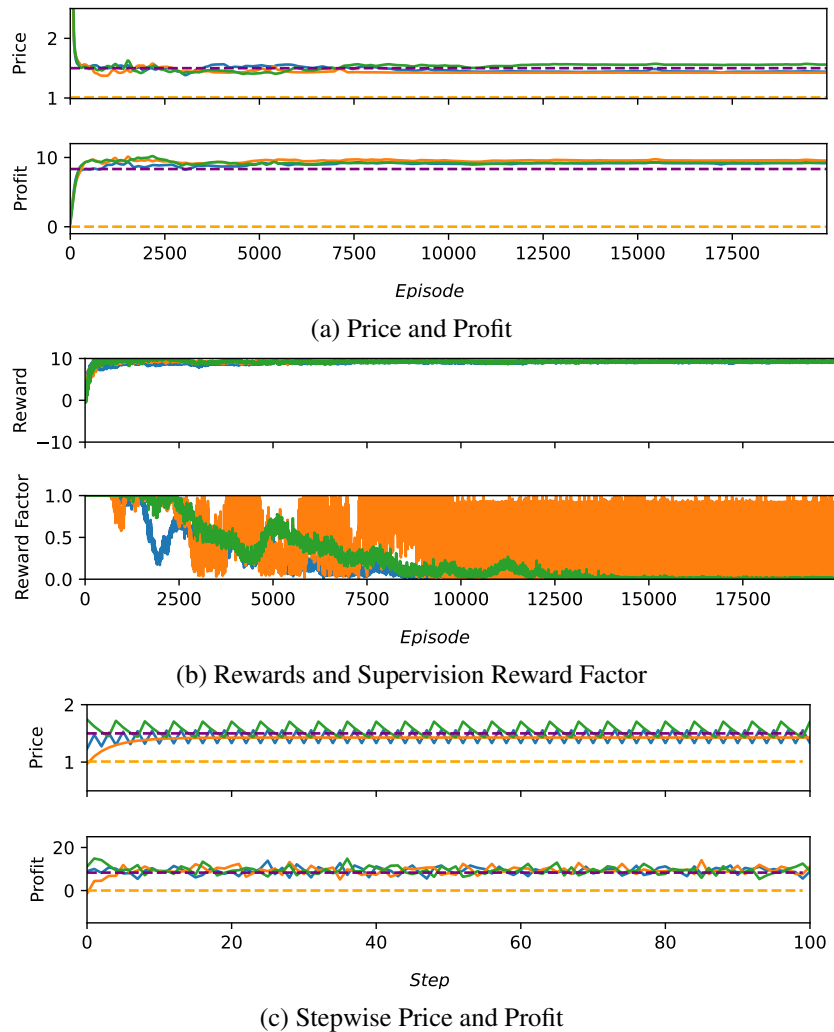 2
Price
1
10
Profit
0
0 2500 5000 7500 10000 12500 15000 17500
Episode
(a) Price and Profit
10
Reward
0
−10
1.0
Reward Factor
0.5
0.0
0 2500 5000 7500 10000 12500 15000 17500
Episode
(b) Rewards and Supervision Reward Factor
2
Price
1
20
Profit
0
0 20 40 60 80 100
Step
(c) Stepwise Price and Profit